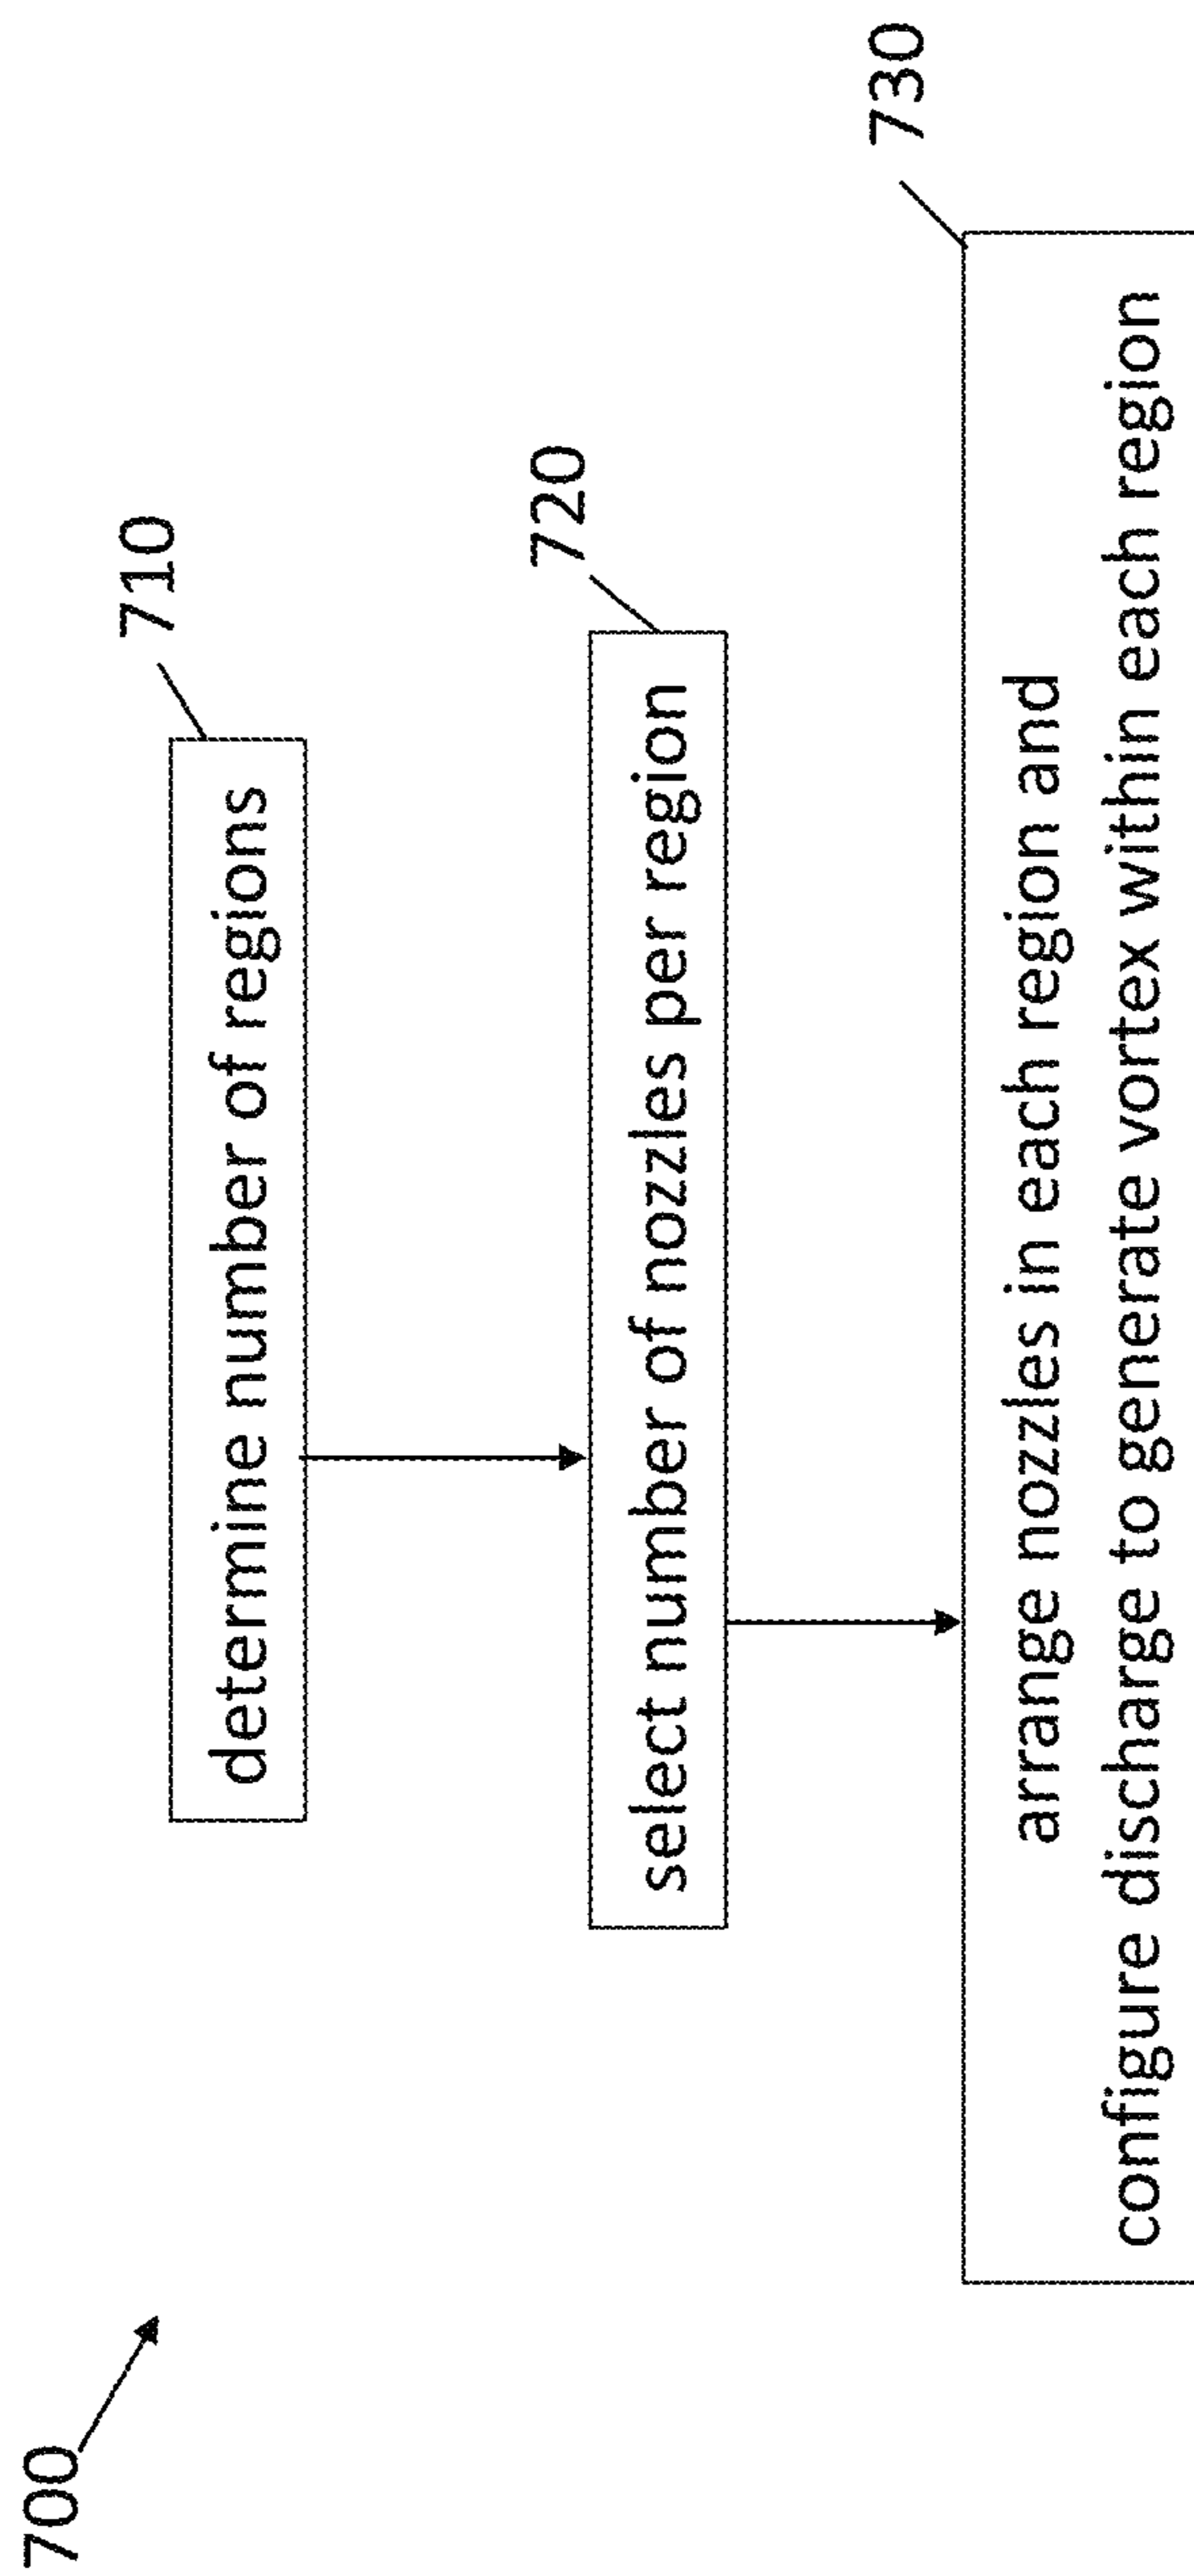 700
710
determine number of regions
720
select number of nozzles per region
730
arrange nozzles in each region and
configure discharge to generate vortex within each region